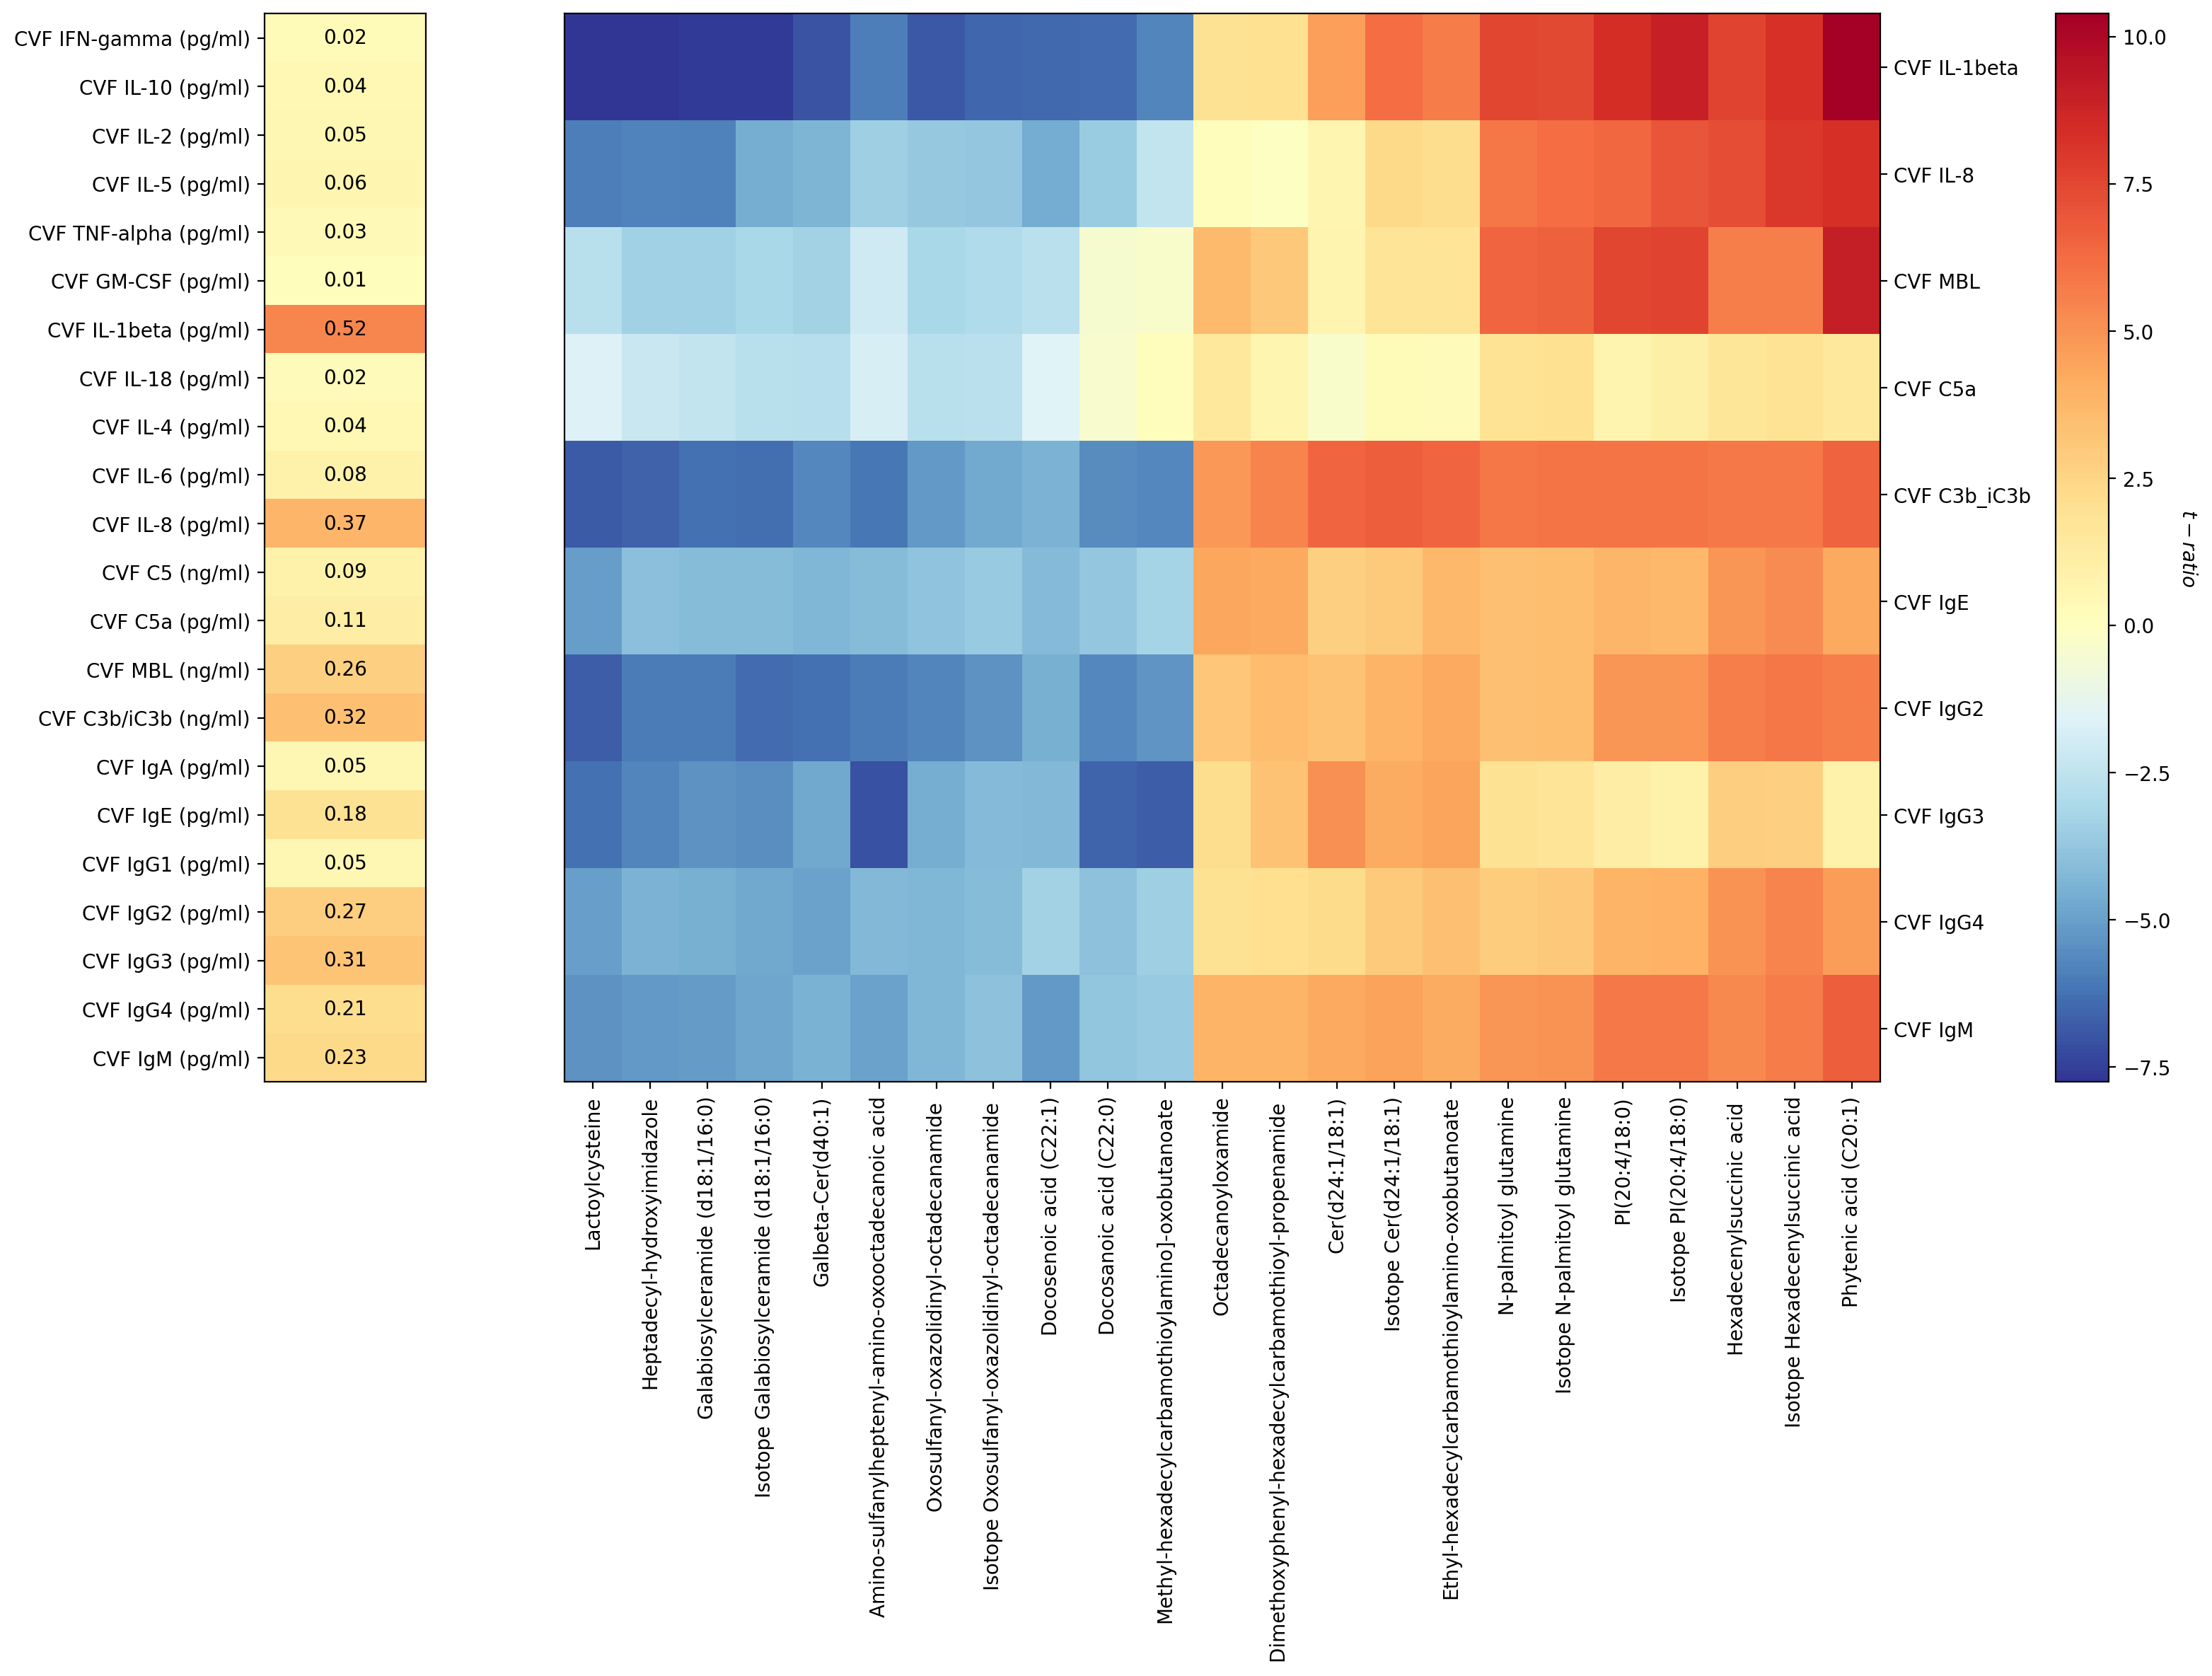 CVF IFN-gamma (pg/ml) 0.02
CVF IL-10 (pg/ml) 0.04
CVF IL-2 (pg/ml) 0.05
CVF IL-5 (pg/ml) 0.06
CVF TNF-alpha (pg/ml) 0.03
CVF GM-CSF (pg/ml) 0.01
CVF IL-1beta (pg/ml) 0.52
CVF IL-18 (pg/ml) 0.02
CVF IL-4 (pg/ml) 0.04
CVF IL-6 (pg/ml) 0.08
CVF IL-8 (pg/ml) 0.37
CVF C5 (ng/ml) 0.09
CVF C5a (pg/ml) 0.11
CVF MBL (ng/ml) 0.26
CVF C3b/iC3b (ng/ml) 0.32
CVF IgA (pg/ml) 0.05
CVF IgE (pg/ml) 0.18
CVF IgG1 (pg/ml) 0.05
CVF IgG2 (pg/ml) 0.27
CVF IgG3 (pg/ml) 0.31
CVF IgG4 (pg/ml) 0.21
CVF IgM (pg/ml) 0.23
CVF IL-1beta
CVF IL-8
CVF MBL
CVF C5a
CVF C3b_iC3b
CVF IgE
CVF IgG2
CVF IgG3
CVF IgG4
CVF IgM
Lactoylcysteine
Heptadecyl-hydroxyimidazole
Galabiosylceramide (d18:1/16:0)
Isotope Galabiosylceramide (d18:1/16:0)
Galbeta-Cer(d40:1)
Amino-sulfanylheptenyl-amino-oxooctadecanoic acid
Oxosulfanyl-oxazolidinyl-octadecanamide
Isotope Oxosulfanyl-oxazolidinyl-octadecanamide
Docosenoic acid (C22:1)
Docosanoic acid (C22:0)
Methyl-hexadecylcarbamothioylamino]-oxobutanoate
Octadecanoyloxamide
Dimethoxyphenyl-hexadecylcarbamothioyl-propenamide
Cer(d24:1/18:1)
Isotope Cer(d24:1/18:1)
Ethyl-hexadecylcarbamothioylamino-oxobutanoate
N-palmitoyl glutamine
Isotope N-palmitoyl glutamine
PI(20:4/18:0)
Isotope PI(20:4/18:0)
Hexadecenylsuccinic acid
Isotope Hexadecenylsuccinic acid
Phytenic acid (C20:1)
10.0
7.5
5.0
2.5
0.0
−2.5
−5.0
−7.5
t − ratio